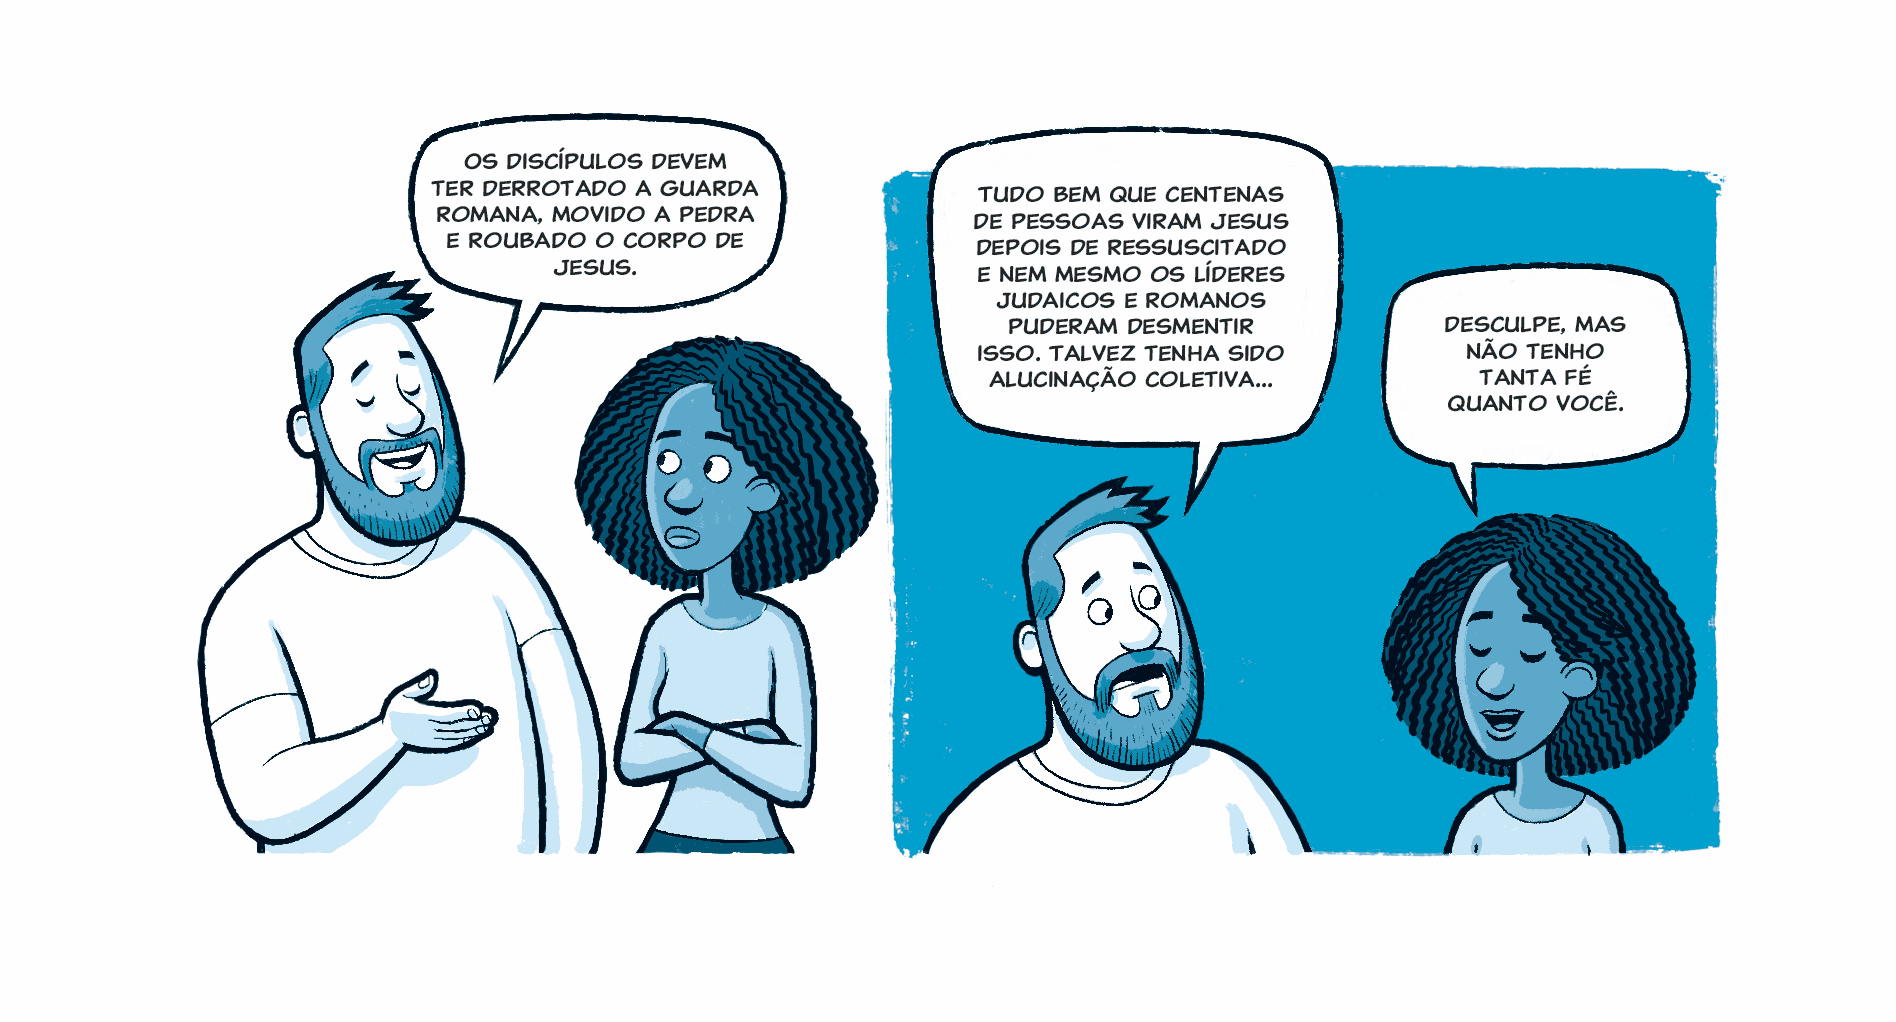 OS DISCÍPULOS DEVEM
TER DERROTADO A GUARDA
ROMANA, MOVIDO A PEDRA
E ROUBADO O CORPO DE
JESUS.
TUDO BEM QUE CENTENAS
DE PESSOAS VIRAM JESUS
DEPOIS DE RESSUSCITADO
E NEM MESMO OS LÍDERES
JUDAICOS E ROMANOS
PUDERAM DESMENTIR
ISSO. TALVEZ TENHA SIDO
ALUCINAÇÃO COLETIVA...
DESCULPE, MAS
NÃO TENHO
TANTA FÉ
QUANTO VOCÊ.